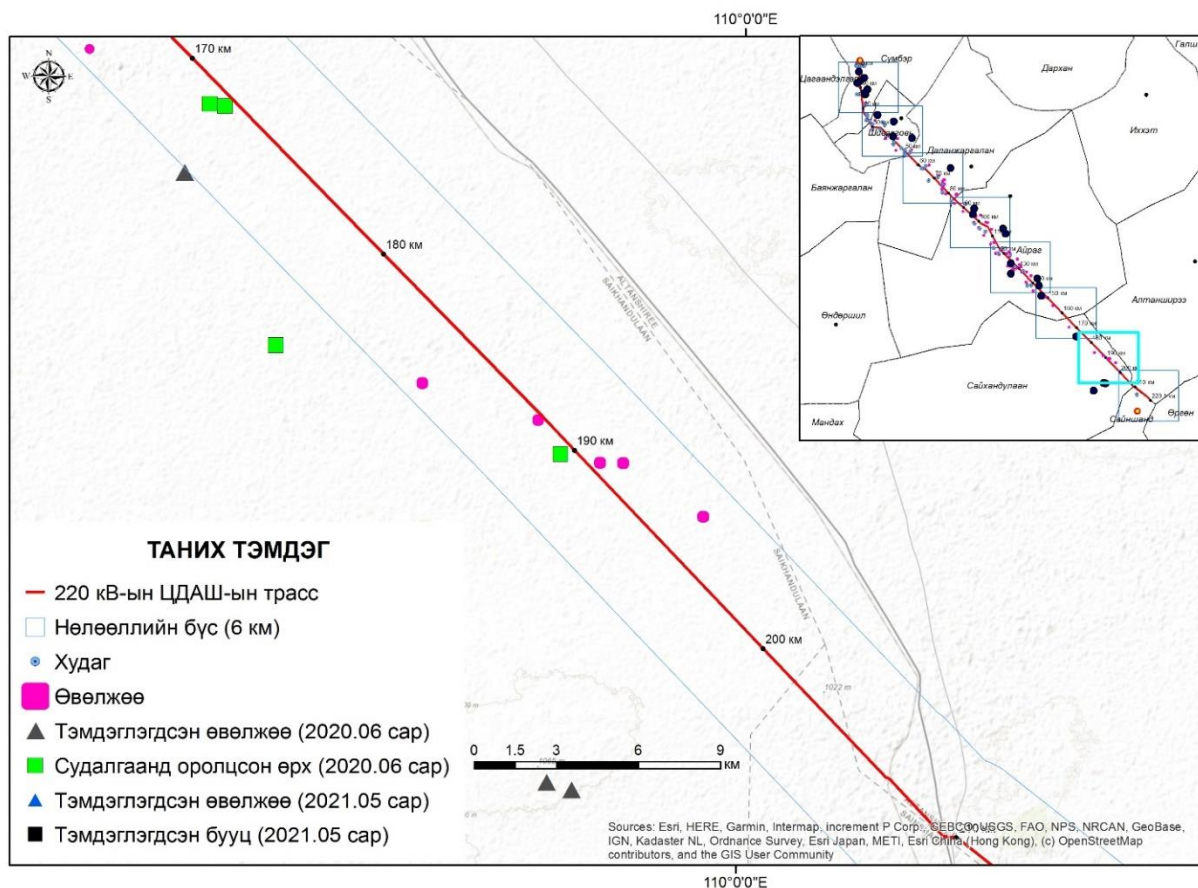 110°0'0"E
170 км
180 км
190 км
200 км
N
W E
S
ALTANSHIREE
SAIKHANDULAAN
SAIKHANDULAAN
1022 m
Сүмбэр
Дархан
Иххэт
Баянжаргалан
Даланжаргалан
Айраг
Өндөршил
Алтанширээ
Сайхандулаан
Мандах
Сайншанд
Өргөн
ТАНИХ ТЭМДЭГ
220 кВ-ын ЦДАШ-ын трасс
Нөлөөллийн бүс (6 км)
Худаг
Өвөлжөө
Тэмдэглэгдсэн өвөлжөө (2020.06 сар)
Судалгаанд оролцсон өрх (2020.06 сар)
Тэмдэглэгдсэн өвөлжөө (2021.05 сар)
Тэмдэглэгдсэн бууц (2021.05 сар)
0 1.5 3 6 9
км
Sources: Esri, HERE, Garmin, Intermap, increment P Corp., GEBCO, USGS, FAO, NPS, NRCAN, GeoBase,
IGN, Kadaster NL, Ordnance Survey, Esri Japan, METI, Esri China (Hong Kong), (c) OpenStreetMap
contributors, and the GIS User Community
110°0'0"E